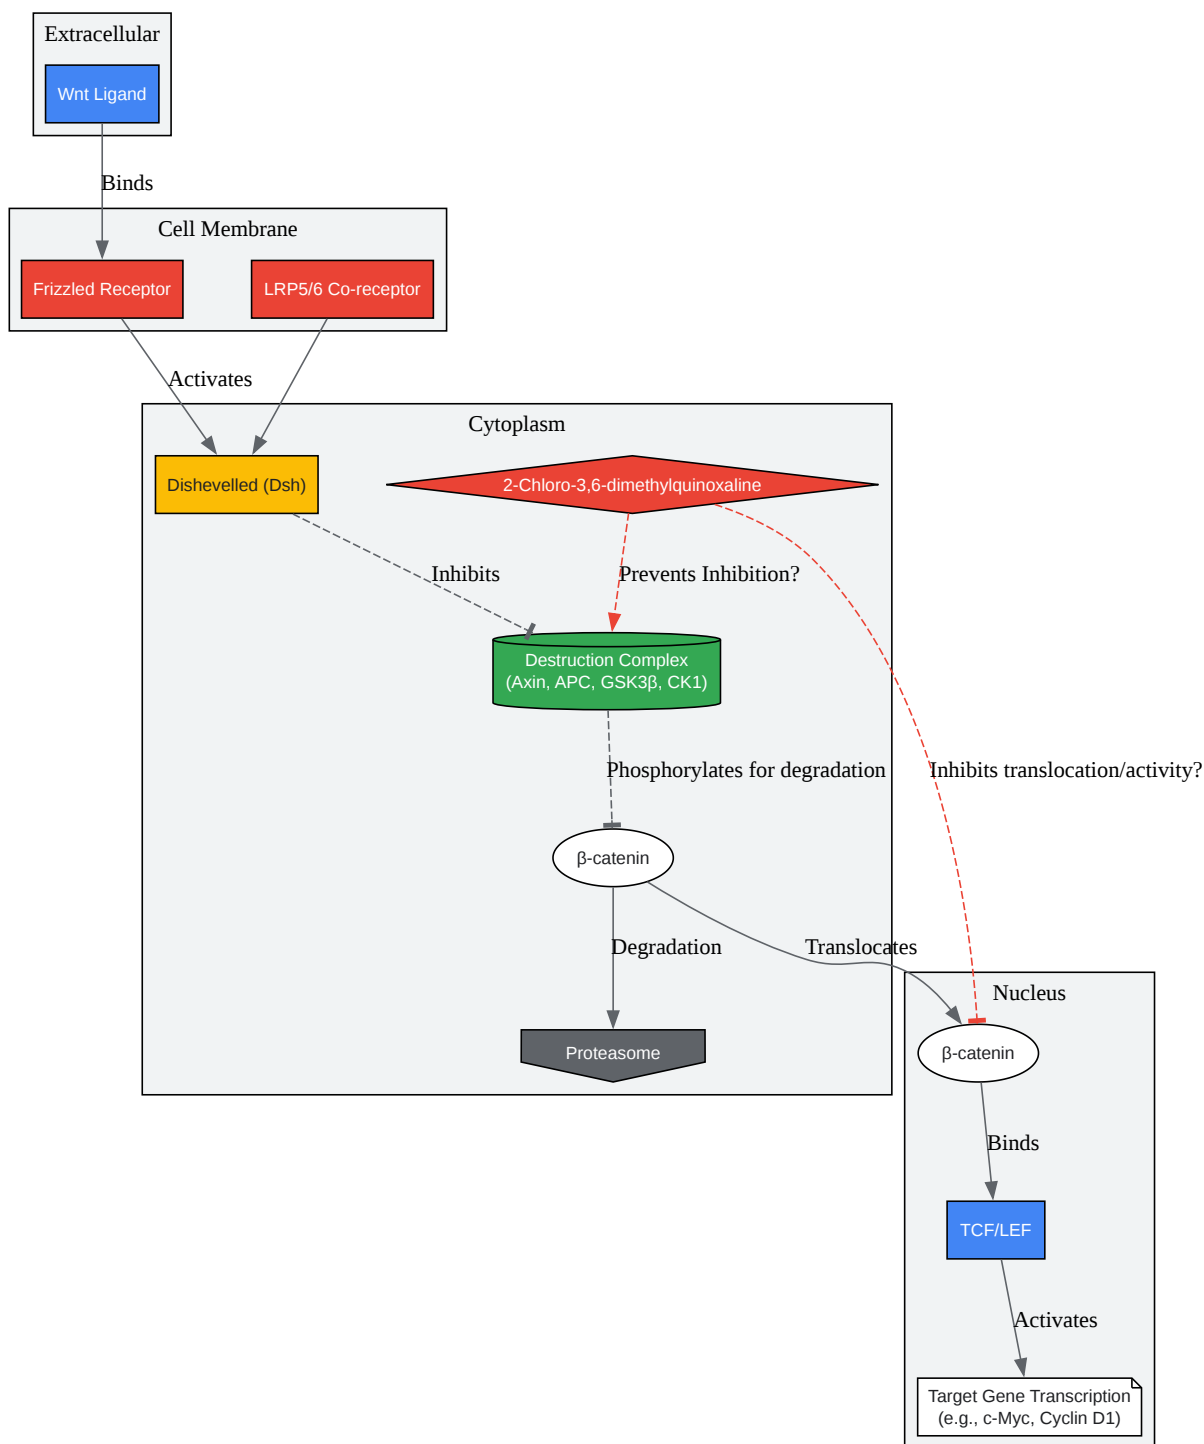 Extracellular
Wnt Ligand
Binds
Cell Membrane
Frizzled Receptor
LRP5/6 Co-receptor
Activates
Cytoplasm
Dishevelled (Dsh)
2-Chloro-3,6-dimethylquinoxaline
Inhibits
Prevents Inhibition?
Destruction Complex
(Axin, APC, GSK3β, CK1)
Phosphorylates for degradation
Inhibits translocation/activity?
β-catenin
Degradation
Translocates
Nucleus
Proteasome
β-catenin
Binds
TCF/LEF
Activates
Target Gene Transcription
(e.g., c-Myc, Cyclin D1)